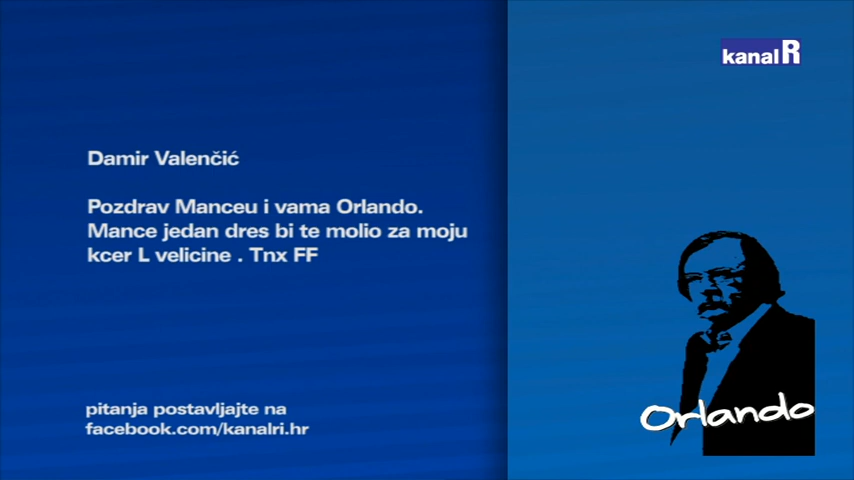 kanal R
Damir Valenčić
Pozdrav Manceu i vama Orlando.
Mance jedan dres bi te molio za moju
kcer L velicine . Tnx FF
pitanja postavljajte na
facebook.com/kanalri.hr
Orlando